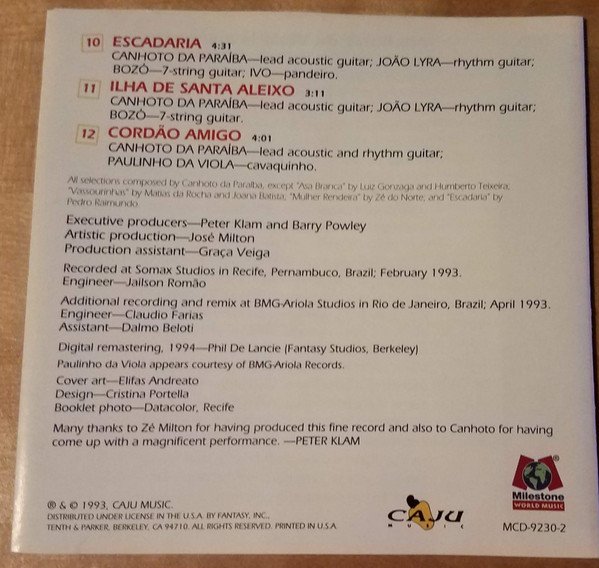 10 ESCADARIA 4:31
CANHOTO DA PARAÍBA—lead acoustic guitar; JOÃO LYRA—rhythm guitar;
BOZÓ—7-string guitar; IVO—pandeiro.
11 ILHA DE SANTA ALEIXO 3:11
CANHOTO DA PARAÍBA—lead acoustic guitar; JOÃO LYRA—rhythm guitar;
BOZÓ—7-string guitar.
12 CORDÃO AMIGO 4:01
CANHOTO DA PARAÍBA—lead acoustic and rhythm guitar;
PAULINHO DA VIOLA—cavaquinho.
All selections composed by Canhoto da Paraíba, except "Asa Branca" by Luiz Gonzaga and Humberto Teixeira;
"Vassourinhas" by Matias da Rocha and Joana Batista; "Mulher Rendeira" by Zé do Norte; and "Escadaria" by
Pedro Raimundo.
Executive producers—Peter Klam and Barry Powley
Artistic production—José Milton
Production assistant—Graça Veiga
Recorded at Somax Studios in Recife, Pernambuco, Brazil; February 1993.
Engineer—Jailson Romão
Additional recording and remix at BMG-Ariola Studios in Rio de Janeiro, Brazil; April 1993.
Engineer—Claudio Farias
Assistant—Dalmo Beloti
Digital remastering, 1994—Phil De Lancie (Fantasy Studios, Berkeley)
Paulinho da Viola appears courtesy of BMG-Ariola Records.
Cover art—Elifas Andreato
Design—Cristina Portella
Booklet photo—Datacolor, Recife
Many thanks to Zé Milton for having produced this fine record and also to Canhoto for having
come up with a magnificent performance. —PETER KLAM
℗ & © 1993, CAJU MUSIC.
DISTRIBUTED UNDER LICENSE IN THE U.S.A. BY FANTASY, INC.,
TENTH & PARKER, BERKELEY, CA 94710. ALL RIGHTS RESERVED. PRINTED IN U.S.A.
CAJU
MUSIC
®
Milestone
WORLD MUSIC
MCD-9230-2